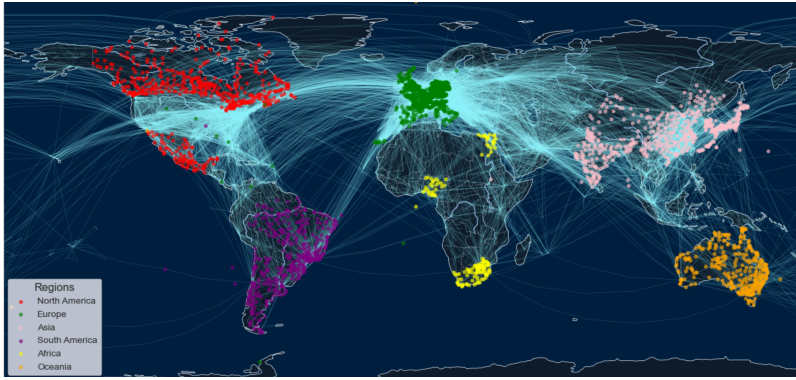 Regions
North America
Europe
Asia
South America
Africa
Oceania